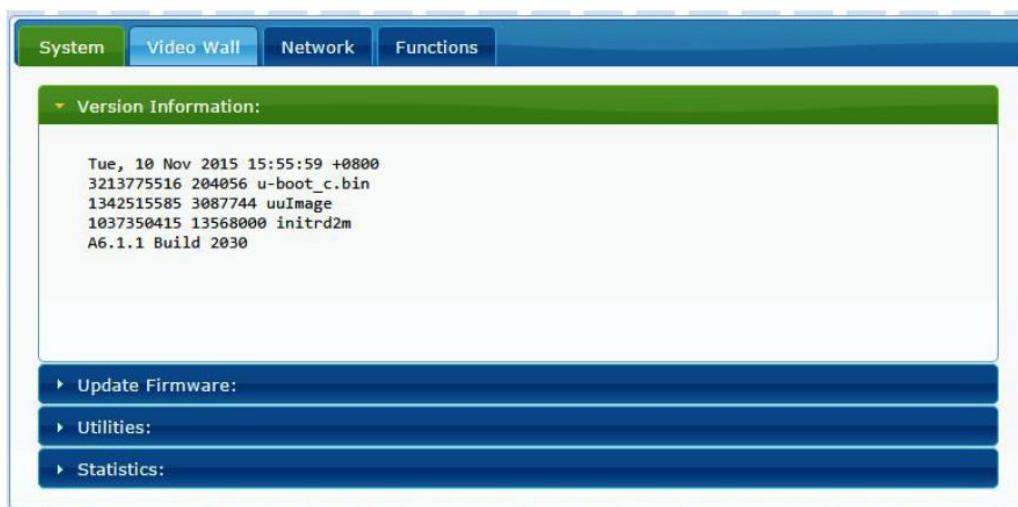 System Video Wall Network Functions
Version Information:
Tue, 10 Nov 2015 15:55:59 +0800
3213775516 204056 u-boot_c.bin
1342515585 3087744 uuImage
1037350415 13568000 initrd2m
A6.1.1 Build 2030
Update Firmware:
Utilities:
Statistics: